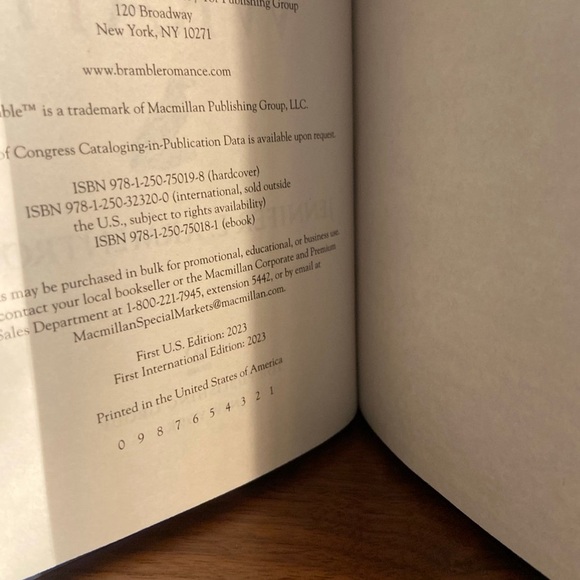 Publishing Group
120 Broadway
New York, NY 10271
www.brambleromance.com
ble™ is a trademark of Macmillan Publishing Group, LLC.
of Congress Cataloging-in-Publication Data is available upon request.
ISBN 978-1-250-75019-8 (hardcover)
ISBN 978-1-250-32320-0 (international, sold outside
the U.S., subject to rights availability)
ISBN 978-1-250-75018-1 (ebook)
s may be purchased in bulk for promotional, educational, or business use.
contact your local bookseller or the Macmillan Corporate and Premium
Sales Department at 1-800-221-7945, extension 5442, or by email at
MacmillanSpecialMarkets@macmillan.com.
First U.S. Edition: 2023
First International Edition: 2023
Printed in the United States of America
0 9 8 7 6 5 4 3 2 1